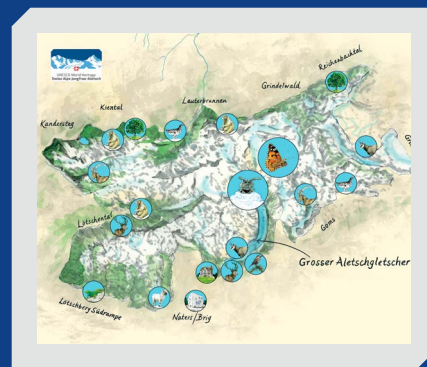 UNESCO World Heritage
Swiss Alps Jungfrau-Aletsch
Reichenbachtal
Grindelwald
Lauterbrunnen
Kiental
Kandersteg
Lötschental
Goms
Grosser Aletschgletscher
Lötschberg Südrampe
Naters/Brig